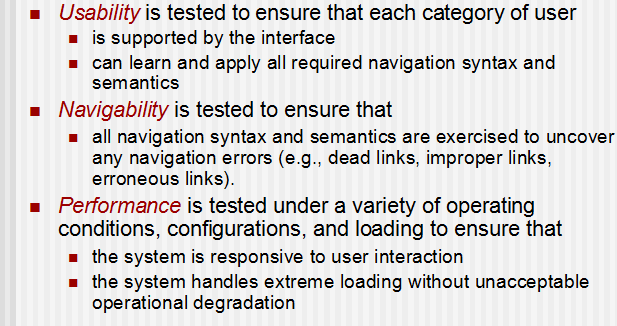 Usability is tested to ensure that each category of user
is supported by the interface
can learn and apply all required navigation syntax and
semantics
Navigability is tested to ensure that
all navigation syntax and semantics are exercised to uncover
any navigation errors (e.g., dead links, improper links,
erroneous links).
Performance is tested under a variety of operating
conditions, configurations, and loading to ensure that
the system is responsive to user interaction
the system handles extreme loading without unacceptable
operational degradation